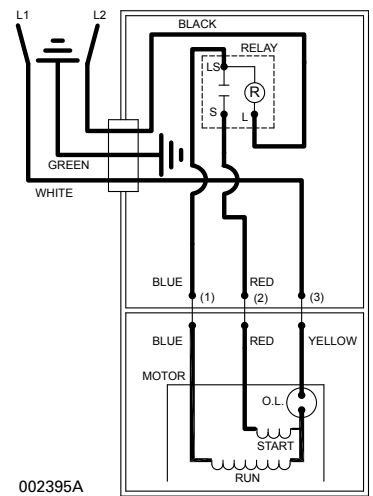 L1 L2
BLACK
RELAY
LS
R
S L
GREEN
WHITE
BLUE RED
(1) (2) (3)
BLUE RED YELLOW
MOTOR
O.L.
START
RUN
002395A